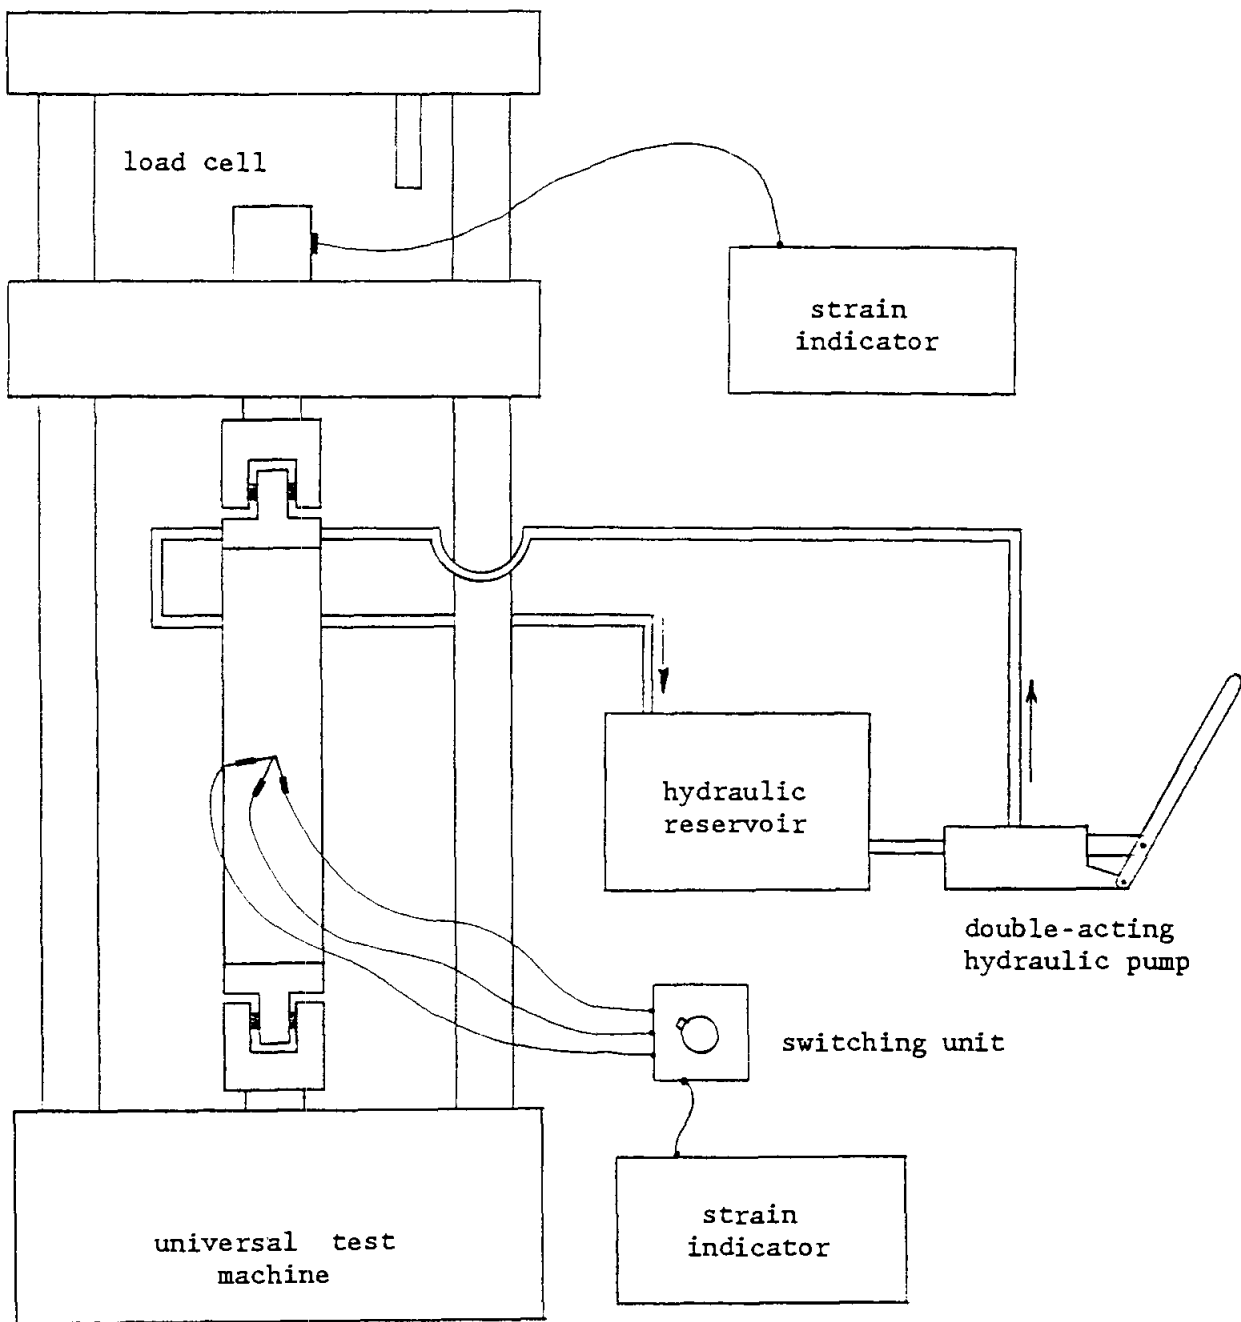 load cell
strain
indicator
hydraulic
reservoir
double-acting
hydraulic pump
switching unit
strain
indicator
universal test
machine